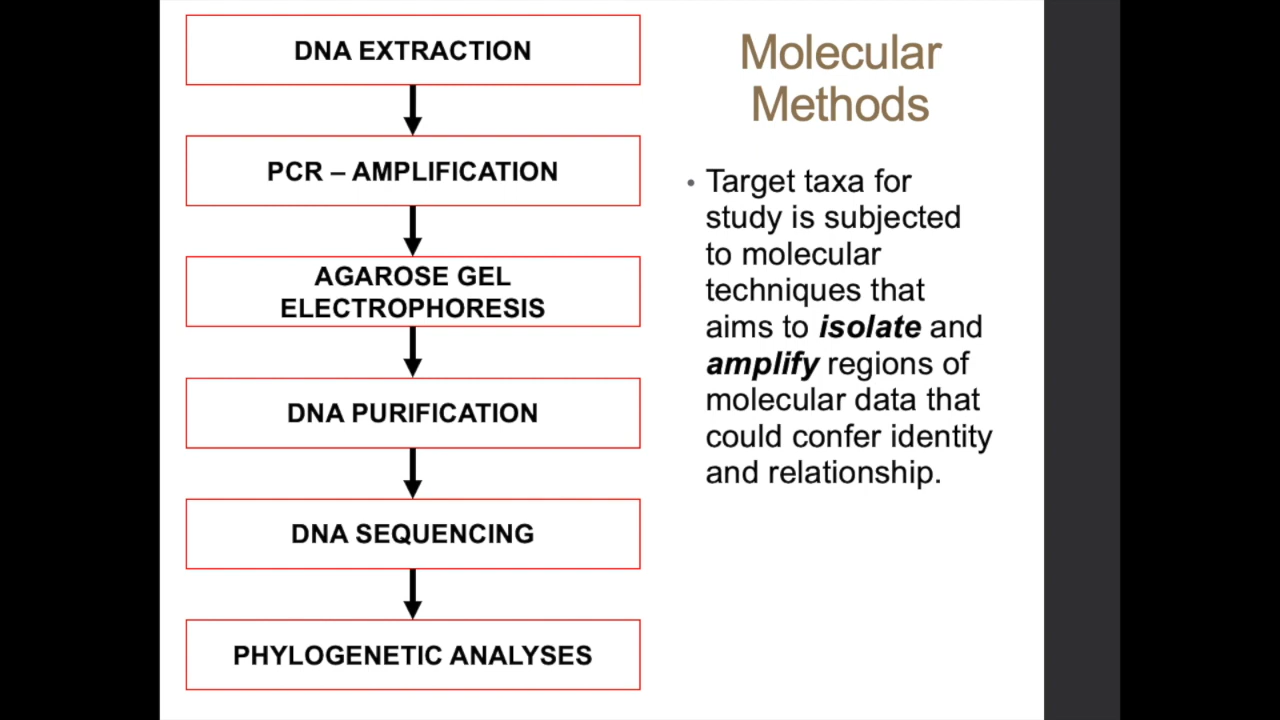 DNA EXTRACTION
PCR – AMPLIFICATION
AGAROSE GEL
ELECTROPHORESIS
DNA PURIFICATION
DNA SEQUENCING
PHYLOGENETIC ANALYSES
Molecular
Methods
• Target taxa for
study is subjected
to molecular
techniques that
aims to isolate and
amplify regions of
molecular data that
could confer identity
and relationship.